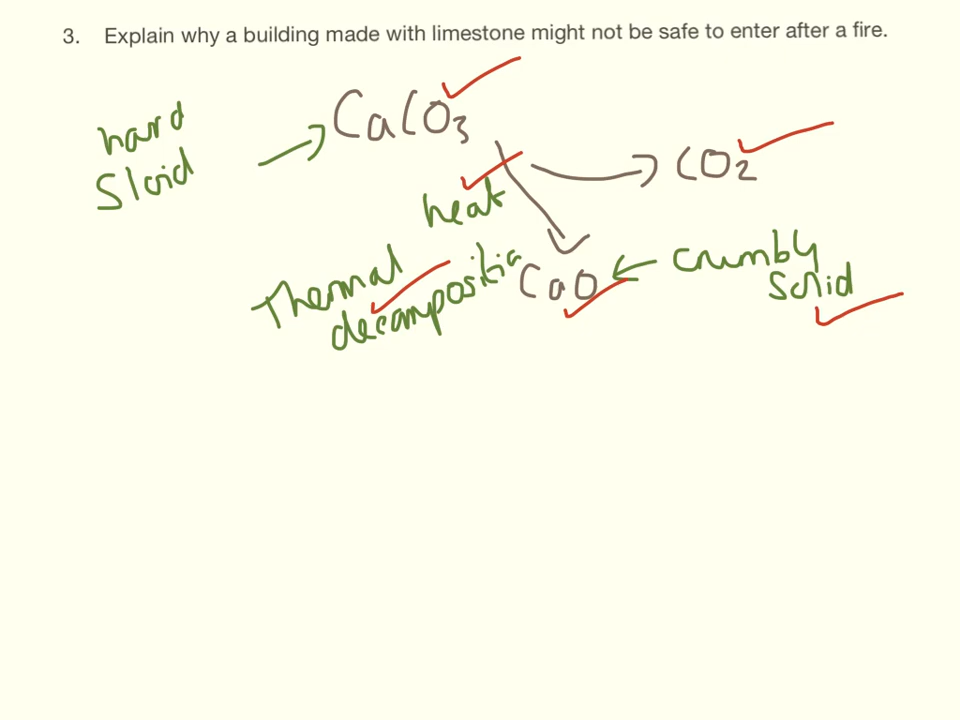 3. Explain why a building made with limestone might not be safe to enter after a fire.
hard
Sloid
CaCO3
CO2
heat
Thermal
decompositio
CaO
crumbly
solid